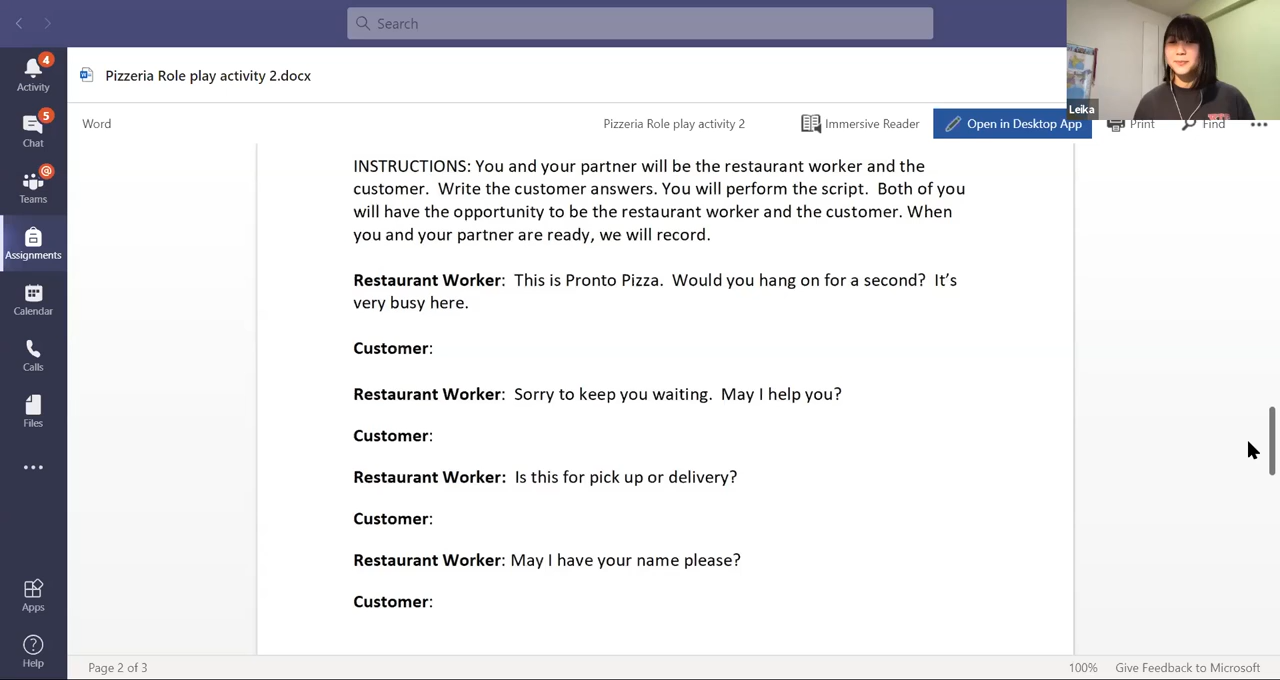 Search
4
Activity
5
Chat
@
Teams
Assignments
Calendar
Calls
Files
Apps
Help
Pizzeria Role play activity 2.docx
Leika
Word
Pizzeria Role play activity 2
Immersive Reader
Open in Desktop App
Print
Find
INSTRUCTIONS: You and your partner will be the restaurant worker and the
customer.  Write the customer answers. You will perform the script.  Both of you
will have the opportunity to be the restaurant worker and the customer. When
you and your partner are ready, we will record.
Restaurant Worker:  This is Pronto Pizza.  Would you hang on for a second?  It’s
very busy here.
Customer:
Restaurant Worker:  Sorry to keep you waiting.  May I help you?
Customer:
Restaurant Worker:  Is this for pick up or delivery?
Customer:
Restaurant Worker: May I have your name please?
Customer:
Page 2 of 3
100%
Give Feedback to Microsoft